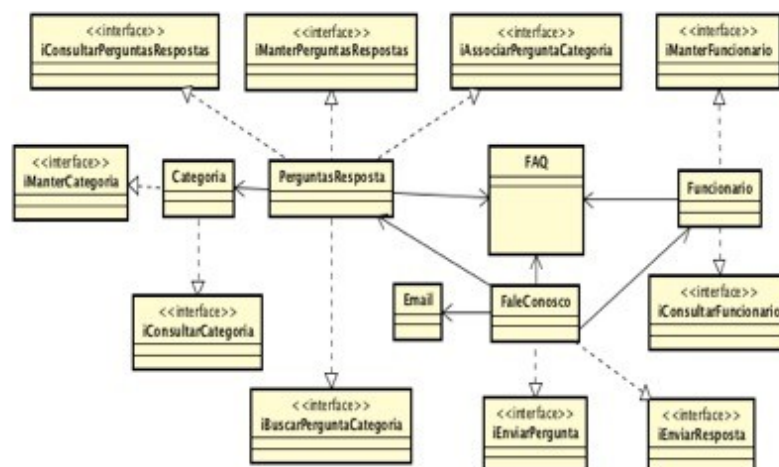 <<interface>>
iConsultarPerguntasRespostas
<<interface>>
iManterPerguntasRespostas
<<interface>>
iAssociarPerguntaCategoria
<<interface>>
iManterFuncionario
<<interface>>
iManterCategoria
Categoria
PerguntasResposta
FAQ
Funcionario
<<interface>>
iConsultarCategoria
Email
FaleConosco
<<interface>>
iConsultarFuncionario
<<interface>>
iBuscarPerguntaCategoria
<<interface>>
iEnviarPergunta
<<interface>>
iEnviarResposta